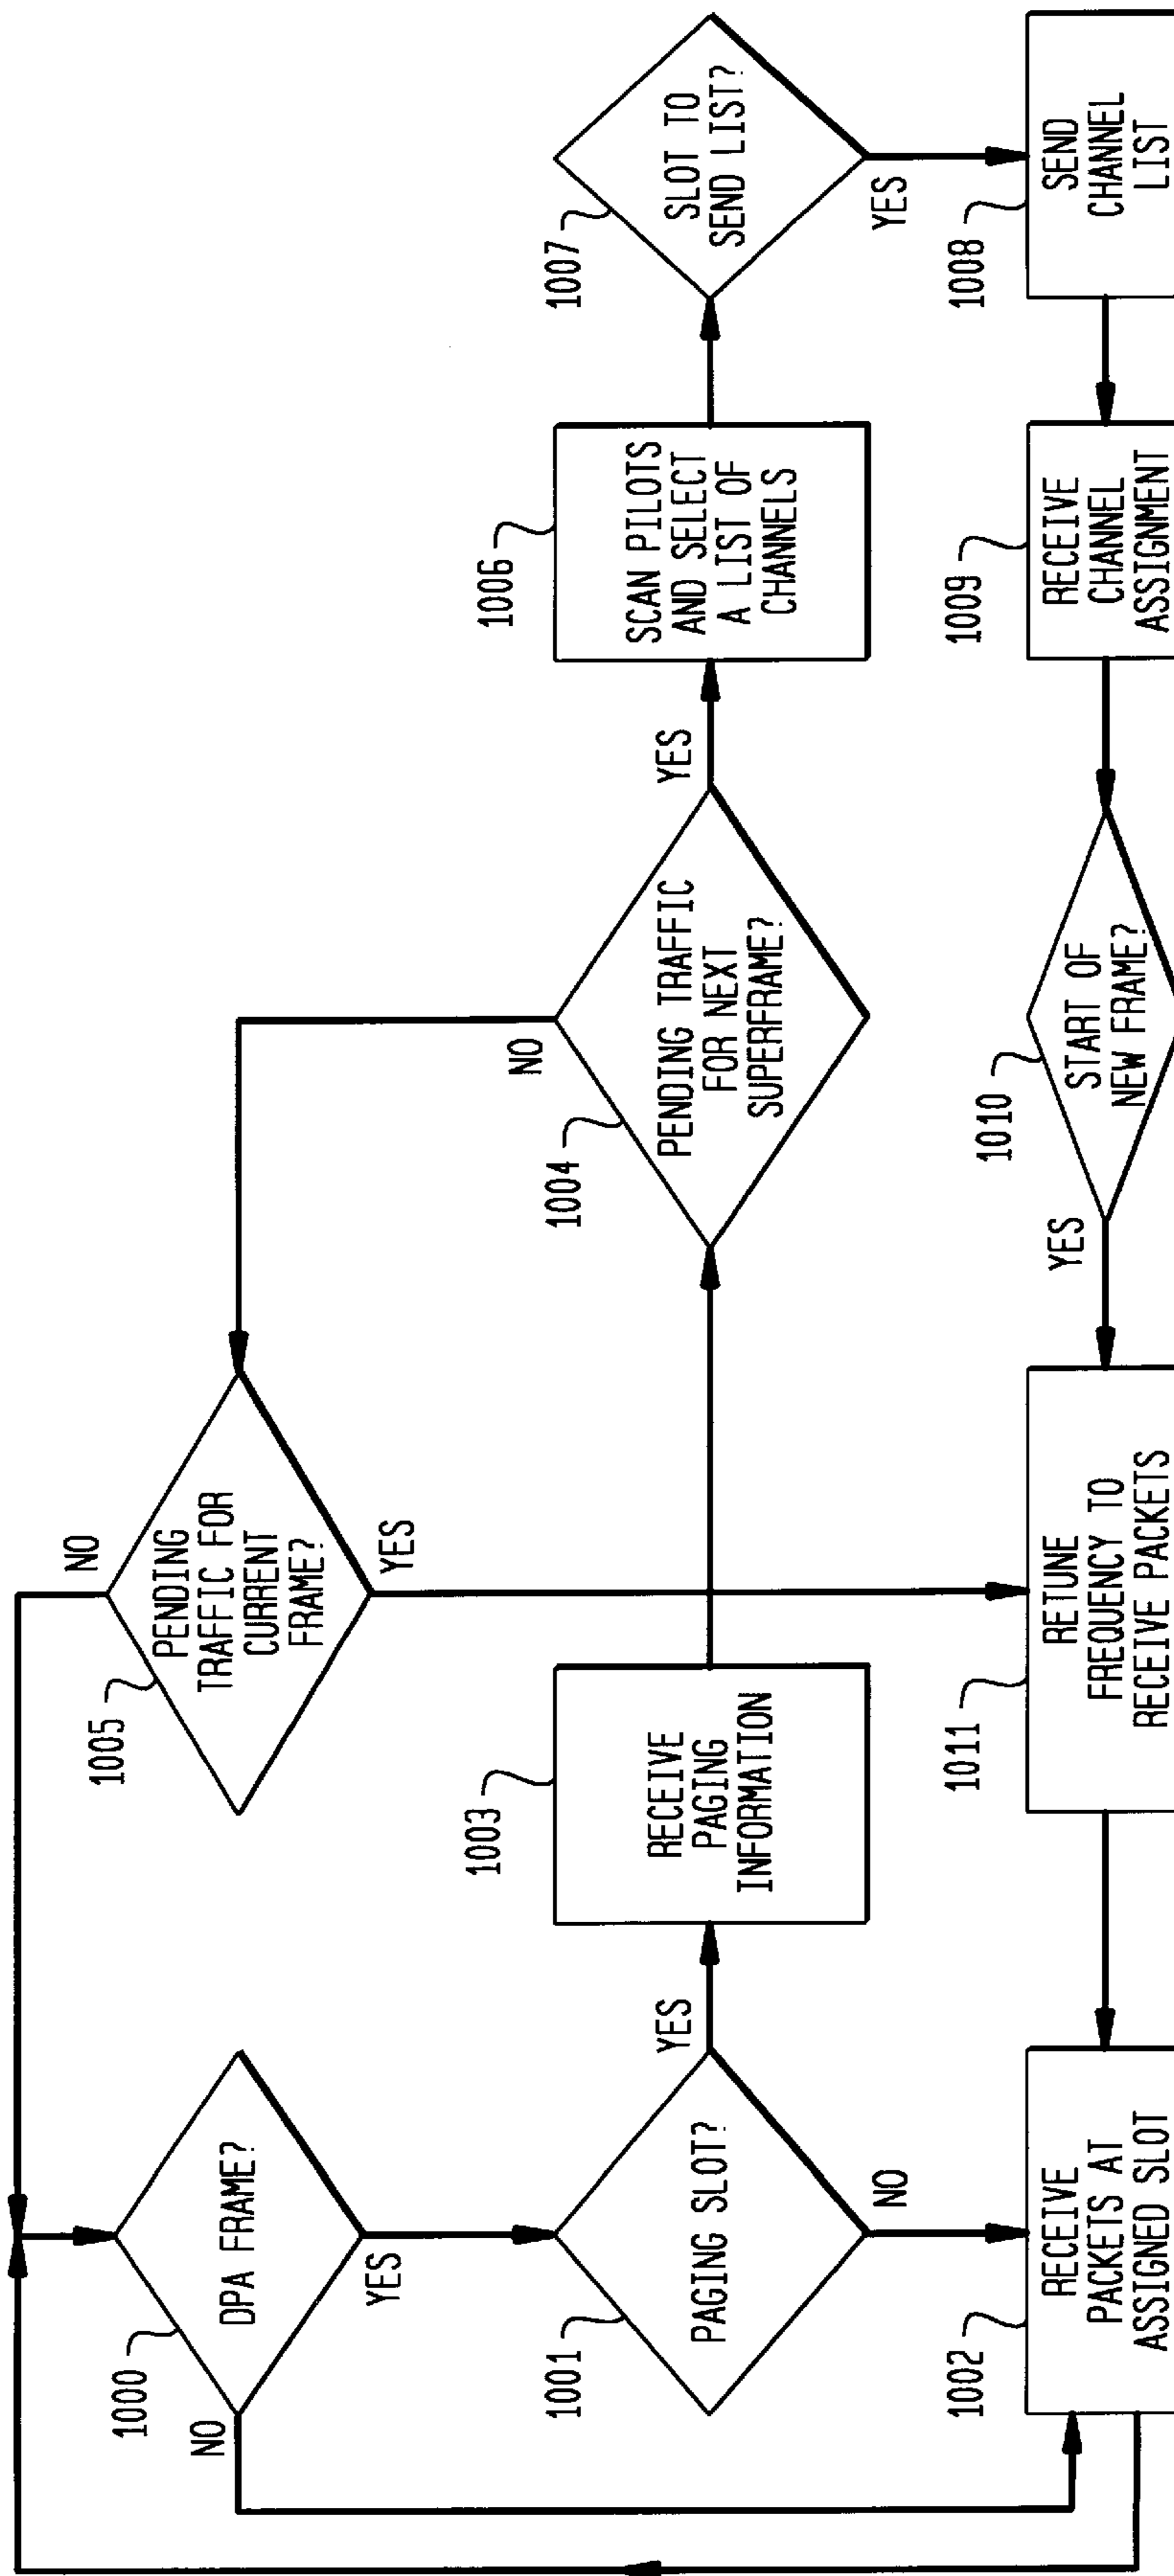 1000
DPA FRAME?
NO
YES
1001
PAGING SLOT?
YES
NO
1002
RECEIVE
PACKETS AT
ASSIGNED SLOT
1003
RECEIVE
PAGING
INFORMATION
1004
PENDING TRAFFIC
FOR NEXT
SUPERFRAME?
NO
YES
1005
PENDING
TRAFFIC FOR
CURRENT
FRAME?
NO
YES
1006
SCAN PILOTS
AND SELECT
A LIST OF
CHANNELS
1007
SLOT TO
SEND LIST?
YES
1008
SEND
CHANNEL
LIST
1009
RECEIVE
CHANNEL
ASSIGNMENT
1010
START OF
NEW FRAME?
YES
1011
RETUNE
FREQUENCY TO
RECEIVE PACKETS